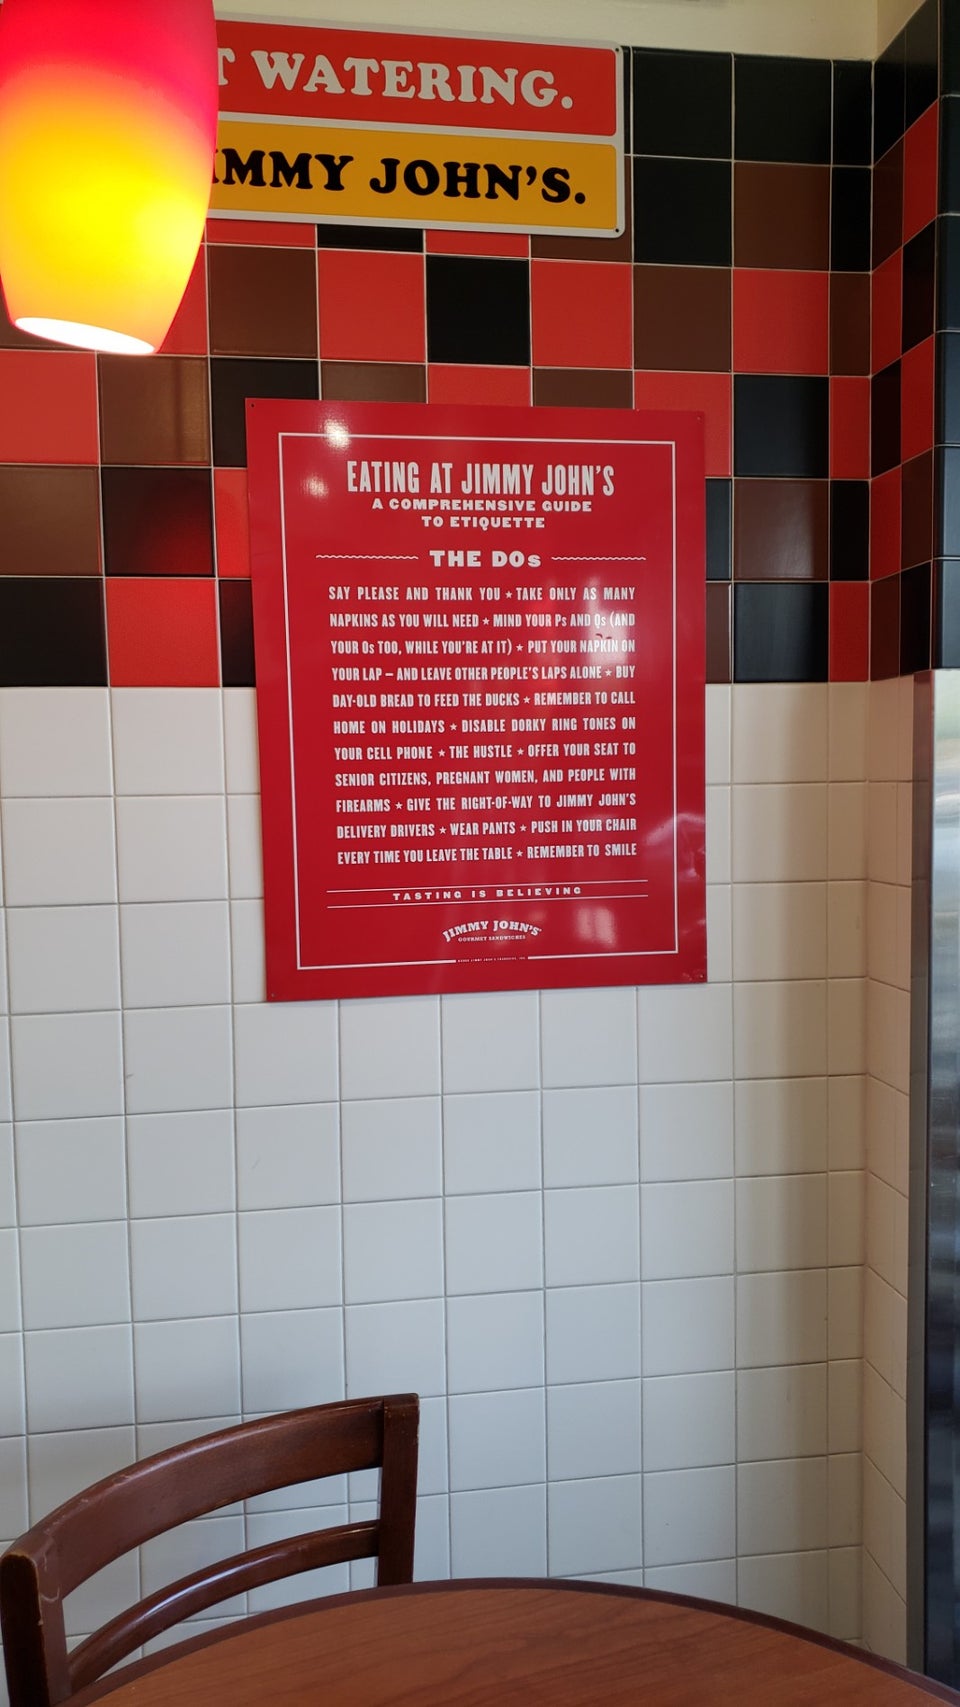 WATERING.
JIMMY JOHN'S.
EATING AT JIMMY JOHN'S
A COMPREHENSIVE GUIDE
TO ETIQUETTE
THE DOs
SAY PLEASE AND THANK YOU ★ TAKE ONLY AS MANY
NAPKINS AS YOU WILL NEED ★ MIND YOUR Ps AND Qs (AND
YOUR Os TOO, WHILE YOU'RE AT IT) ★ PUT YOUR NAPKIN ON
YOUR LAP – AND LEAVE OTHER PEOPLE'S LAPS ALONE ★ BUY
DAY-OLD BREAD TO FEED THE DUCKS ★ REMEMBER TO CALL
HOME ON HOLIDAYS ★ DISABLE DORKY RING TONES ON
YOUR CELL PHONE ★ THE HUSTLE ★ OFFER YOUR SEAT TO
SENIOR CITIZENS, PREGNANT WOMEN, AND PEOPLE WITH
FIREARMS ★ GIVE THE RIGHT-OF-WAY TO JIMMY JOHN'S
DELIVERY DRIVERS ★ WEAR PANTS ★ PUSH IN YOUR CHAIR
EVERY TIME YOU LEAVE THE TABLE ★ REMEMBER TO SMILE
TASTING IS BELIEVING
JIMMY JOHN'S
GOURMET SANDWICHES